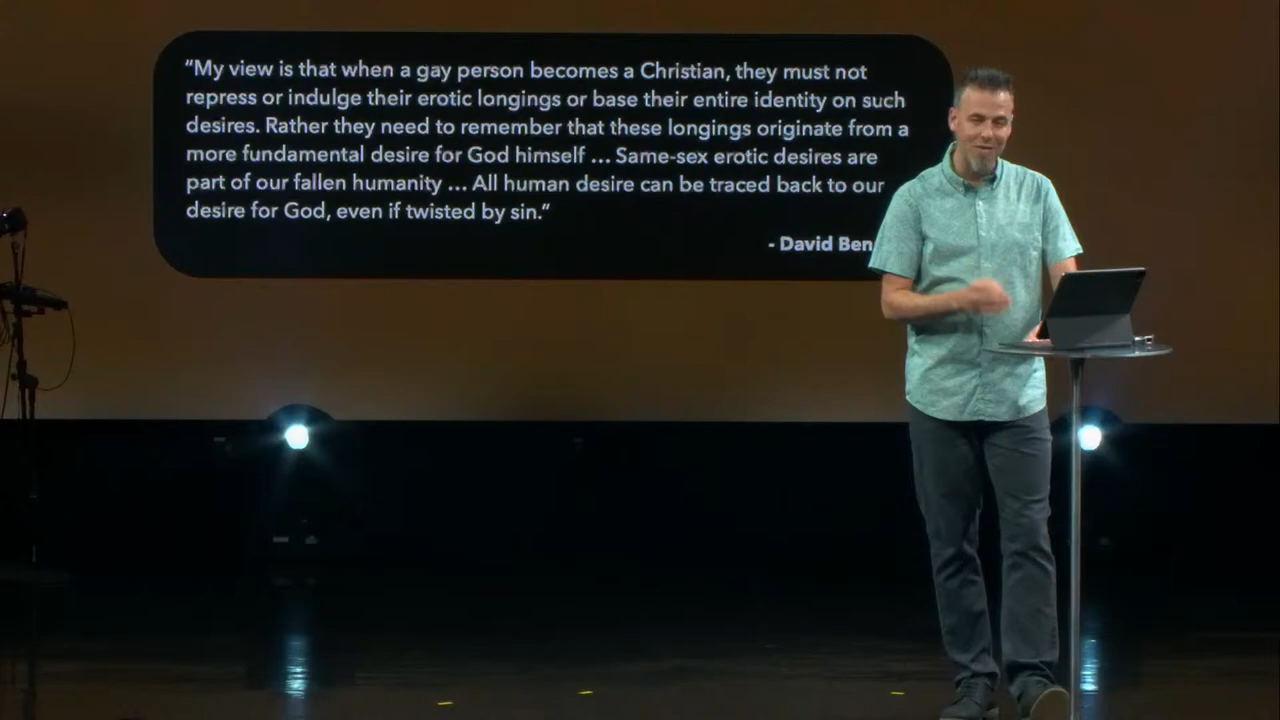 “My view is that when a gay person becomes a Christian, they must not
repress or indulge their erotic longings or base their entire identity on such
desires. Rather they need to remember that these longings originate from a
more fundamental desire for God himself ... Same-sex erotic desires are
part of our fallen humanity ... All human desire can be traced back to our
desire for God, even if twisted by sin.”
- David Ben